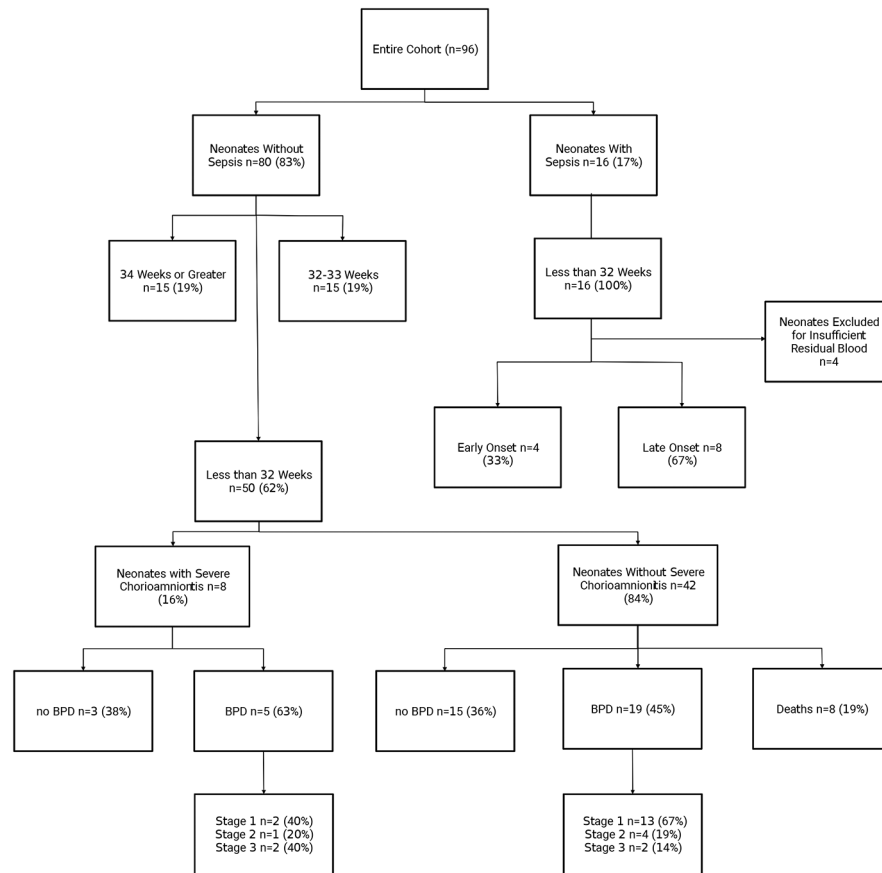 Entire Cohort (n=96)
Neonates Without
Sepsis n=80 (83%)
Neonates With
Sepsis n=16 (17%)
34 Weeks or Greater
n=15 (19%)
32-33 Weeks
n=15 (19%)
Less than 32 Weeks
n=16 (100%)
Neonates Excluded
for Insufficient
Residual Blood
n=4
Early Onset n=4
(33%)
Late Onset n=8
(67%)
Less than 32 Weeks
n=50 (62%)
Neonates with Severe
Chorioamniontis n=8
(16%)
Neonates Without Severe
Chorioamniontis n=42
(84%)
no BPD n=3 (38%)
BPD n=5 (63%)
no BPD n=15 (36%)
BPD n=19 (45%)
Deaths n=8 (19%)
Stage 1 n=2 (40%)
Stage 2 n=1 (20%)
Stage 3 n=2 (40%)
Stage 1 n=13 (67%)
Stage 2 n=4 (19%)
Stage 3 n=2 (14%)